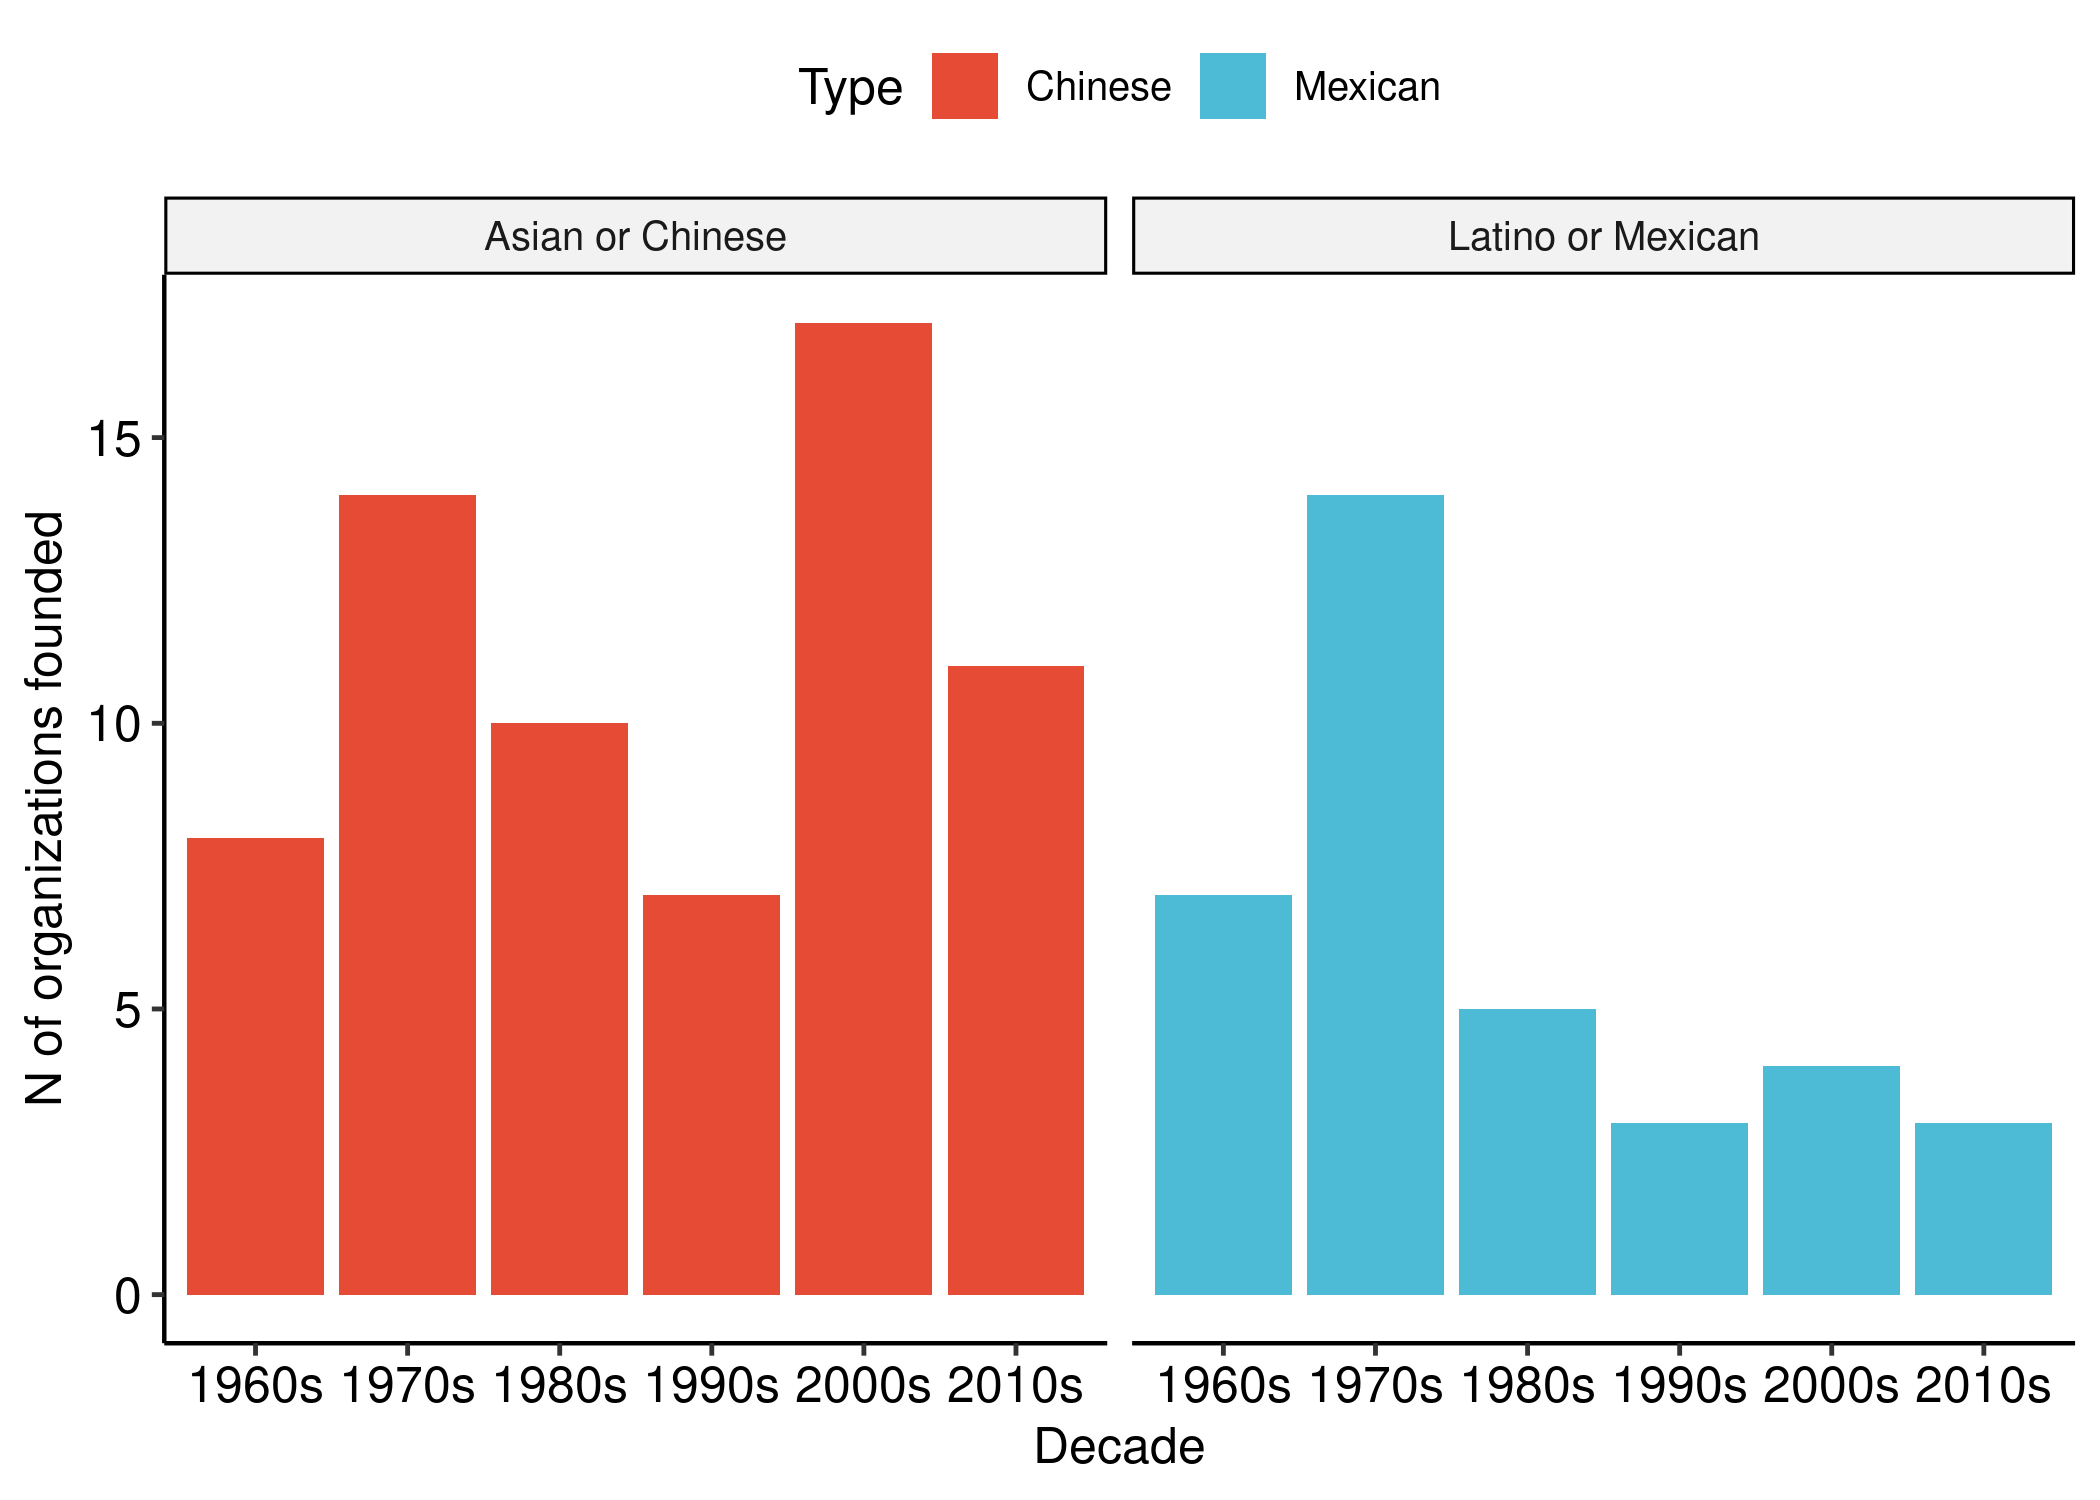 Type Chinese Mexican
Asian or Chinese
Latino or Mexican
N of organizations founded
15
10
5
0
1960s 1970s 1980s 1990s 2000s 2010s
1960s 1970s 1980s 1990s 2000s 2010s
Decade